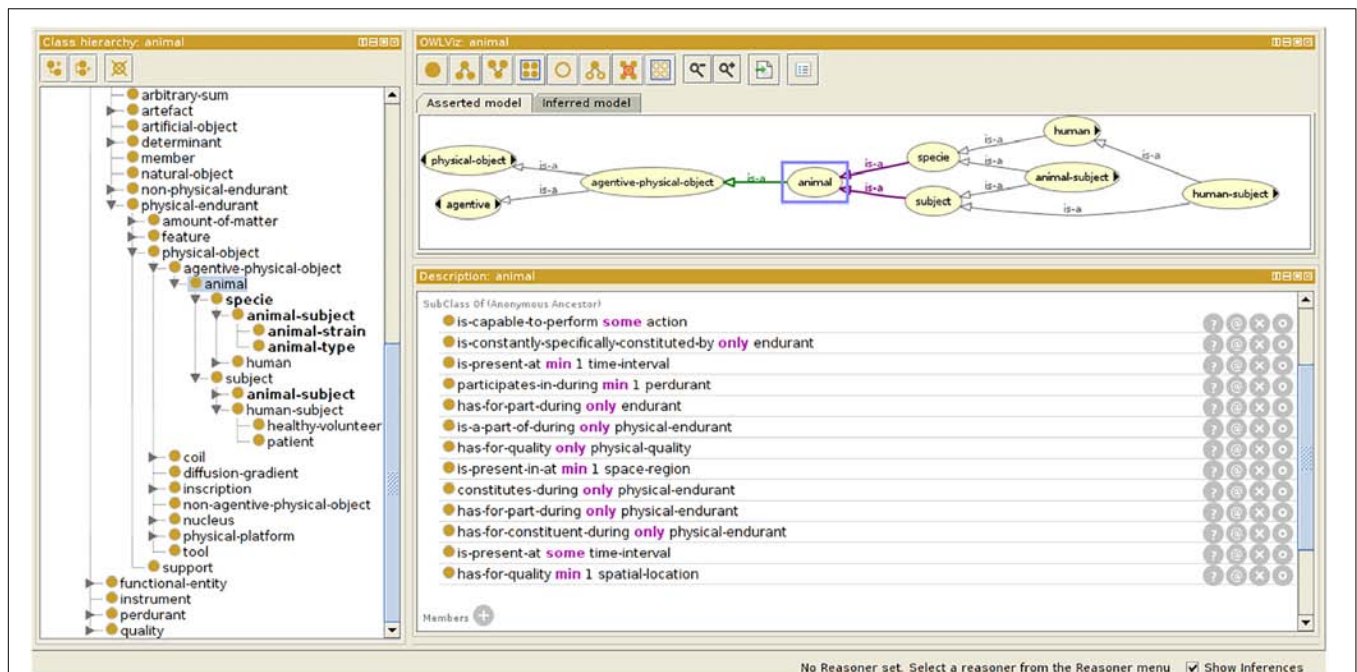 Class hierarchy: animal
arbitrary-sum
artefact
artificial-object
determinant
member
natural-object
non-physical-endurant
physical-endurant
amount-of-matter
feature
physical-object
agentive-physical-object
animal
specie
animal-subject
animal-strain
animal-type
human
subject
animal-subject
human-subject
healthy-volunteer
patient
coil
diffusion-gradient
inscription
non-agentive-physical-object
nucleus
physical-platform
tool
support
functional-entity
instrument
perdurant
quality
OWLViz: animal
Asserted model Inferred model
physical-object
agentive
is-a
is-a
agentive-physical-object
is-a
animal
is-a
is-a
specie
subject
is-a
is-a
is-a
human
animal-subject
is-a
is-a
human-subject
Description: animal
SubClass Of (Anonymous Ancestor)
is-capable-to-perform some action
is-constantly-specifically-constituted-by only endurant
is-present-at min 1 time-interval
participates-in-during min 1 perdurant
has-for-part-during only endurant
is-a-part-of-during only physical-endurant
has-for-quality only physical-quality
is-present-in-at min 1 space-region
constitutes-during only physical-endurant
has-for-part-during only physical-endurant
has-for-constituent-during only physical-endurant
is-present-at some time-interval
has-for-quality min 1 spatial-location
Members
No Reasoner set. Select a reasoner from the Reasoner menu Show Inferences